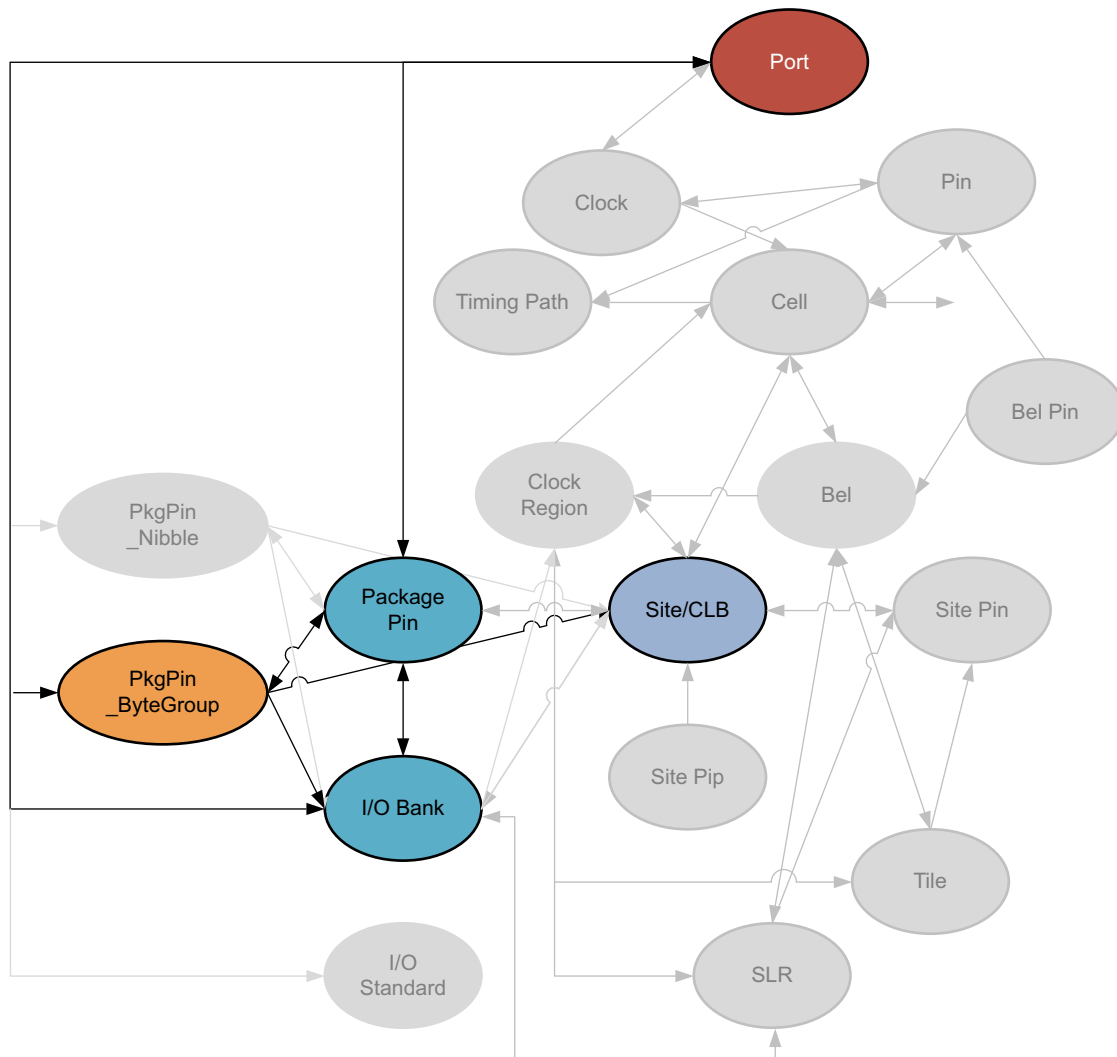 Port
Pin
Clock
Timing Path
Cell
Bel Pin
Clock
Region
Bel
PkgPin
_Nibble
Package
Pin
Site/CLB
Site Pin
PkgPin
_ByteGroup
Site Pip
I/O Bank
Tile
I/O
Standard
SLR